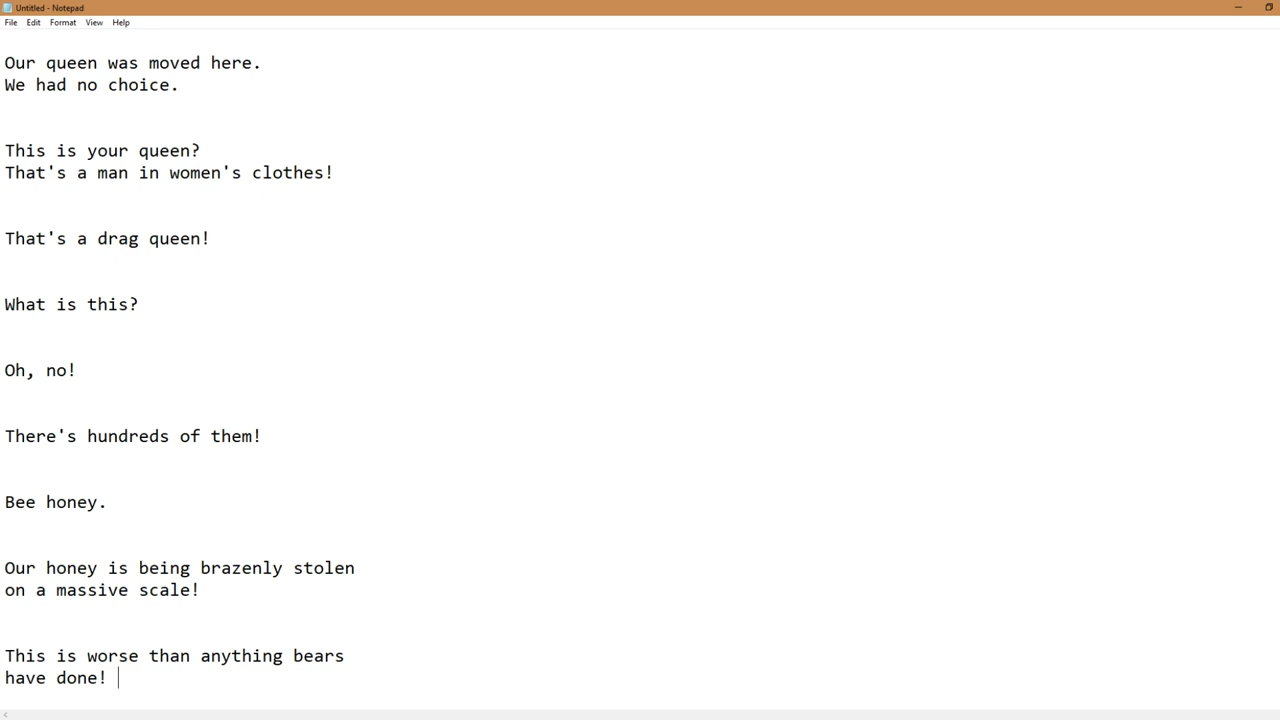 Untitled - Notepad
File Edit Format View Help
Our queen was moved here.
We had no choice.
This is your queen?
That's a man in women's clothes!
That's a drag queen!
What is this?
Oh, no!
There's hundreds of them!
Bee honey.
Our honey is being brazenly stolen
on a massive scale!
This is worse than anything bears
have done!